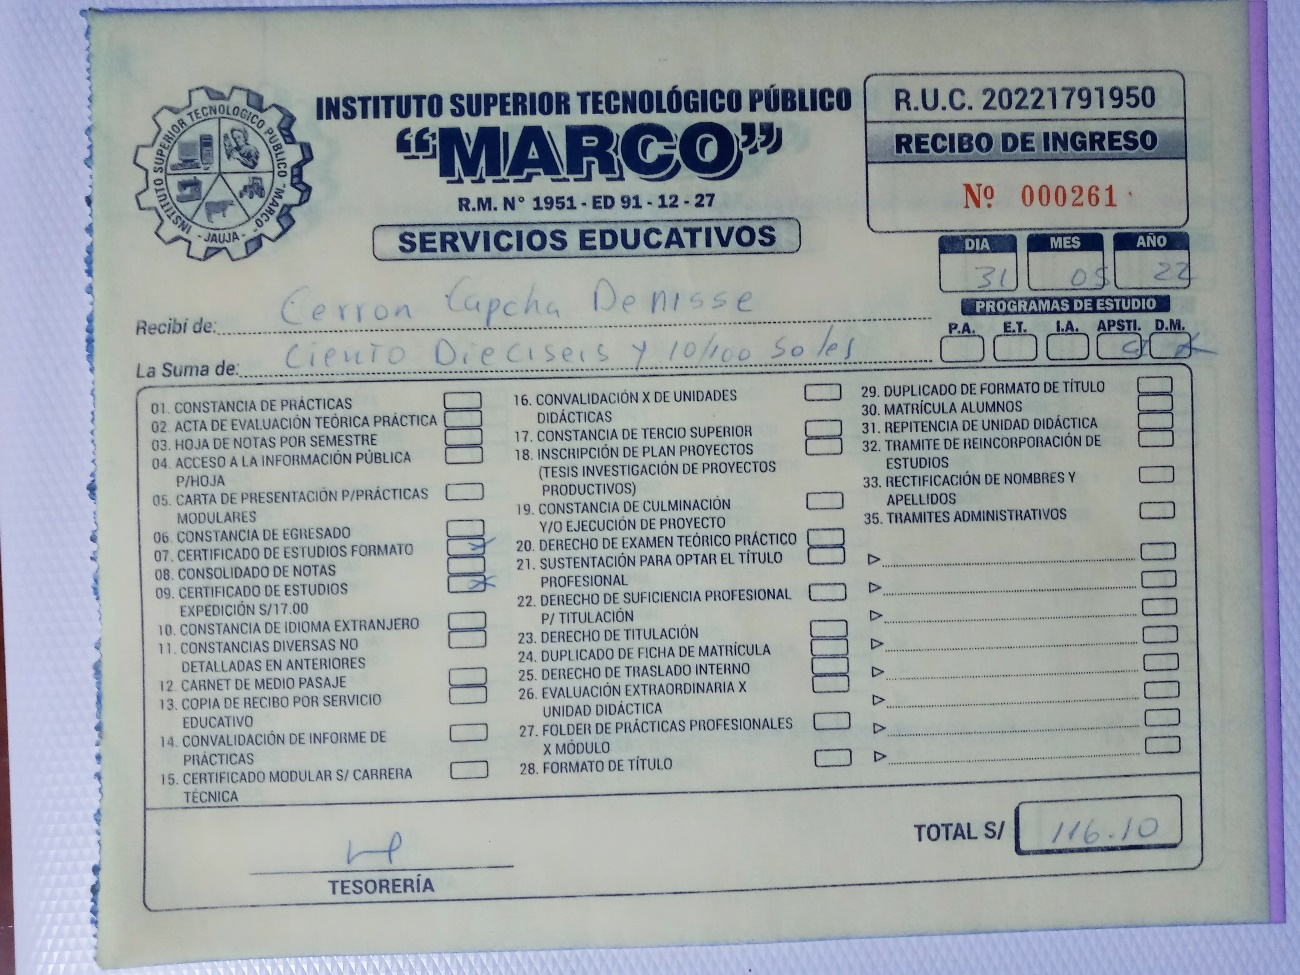 INSTITUTO SUPERIOR TECNOLÓGICO PÚBLICO "MARCO"
- JAUJA -
INSTITUTO SUPERIOR TECNOLÓGICO PÚBLICO
“MARCO”
R.M. N° 1951 - ED 91 - 12 - 27
SERVICIOS EDUCATIVOS
R.U.C. 20221791950
RECIBO DE INGRESO
Nº 000261
DIA MES AÑO
31 05 22
PROGRAMAS DE ESTUDIO
P.A. E.T. I.A. APSTI. D.M.
Recibí de: Cerron Capcha Denisse
La Suma de: Ciento Dieciseis y 10/100 Soles
01. CONSTANCIA DE PRÁCTICAS
02. ACTA DE EVALUACIÓN TEÓRICA PRÁCTICA
03. HOJA DE NOTAS POR SEMESTRE
04. ACCESO A LA INFORMACIÓN PÚBLICA
P/HOJA
05. CARTA DE PRESENTACIÓN P/PRÁCTICAS
MODULARES
06. CONSTANCIA DE EGRESADO
07. CERTIFICADO DE ESTUDIOS FORMATO
08. CONSOLIDADO DE NOTAS
09. CERTIFICADO DE ESTUDIOS
EXPEDICIÓN S/17.00
10. CONSTANCIA DE IDIOMA EXTRANJERO
11. CONSTANCIAS DIVERSAS NO
DETALLADAS EN ANTERIORES
12. CARNET DE MEDIO PASAJE
13. COPIA DE RECIBO POR SERVICIO
EDUCATIVO
14. CONVALIDACIÓN DE INFORME DE
PRÁCTICAS
15. CERTIFICADO MODULAR S/ CARRERA
TÉCNICA
16. CONVALIDACIÓN X DE UNIDADES
DIDÁCTICAS
17. CONSTANCIA DE TERCIO SUPERIOR
18. INSCRIPCIÓN DE PLAN PROYECTOS
(TESIS INVESTIGACIÓN DE PROYECTOS
PRODUCTIVOS)
19. CONSTANCIA DE CULMINACIÓN
Y/O EJECUCIÓN DE PROYECTO
20. DERECHO DE EXAMEN TEÓRICO PRÁCTICO
21. SUSTENTACIÓN PARA OPTAR EL TÍTULO
PROFESIONAL
22. DERECHO DE SUFICIENCIA PROFESIONAL
P/ TITULACIÓN
23. DERECHO DE TITULACIÓN
24. DUPLICADO DE FICHA DE MATRÍCULA
25. DERECHO DE TRASLADO INTERNO
26. EVALUACIÓN EXTRAORDINARIA X
UNIDAD DIDÁCTICA
27. FOLDER DE PRÁCTICAS PROFESIONALES
X MÓDULO
28. FORMATO DE TÍTULO
29. DUPLICADO DE FORMATO DE TÍTULO
30. MATRÍCULA ALUMNOS
31. REPITENCIA DE UNIDAD DIDÁCTICA
32. TRAMITE DE REINCORPORACIÓN DE
ESTUDIOS
33. RECTIFICACIÓN DE NOMBRES Y
APELLIDOS
35. TRAMITES ADMINISTRATIVOS
TOTAL S/ 116.10
TESORERÍA